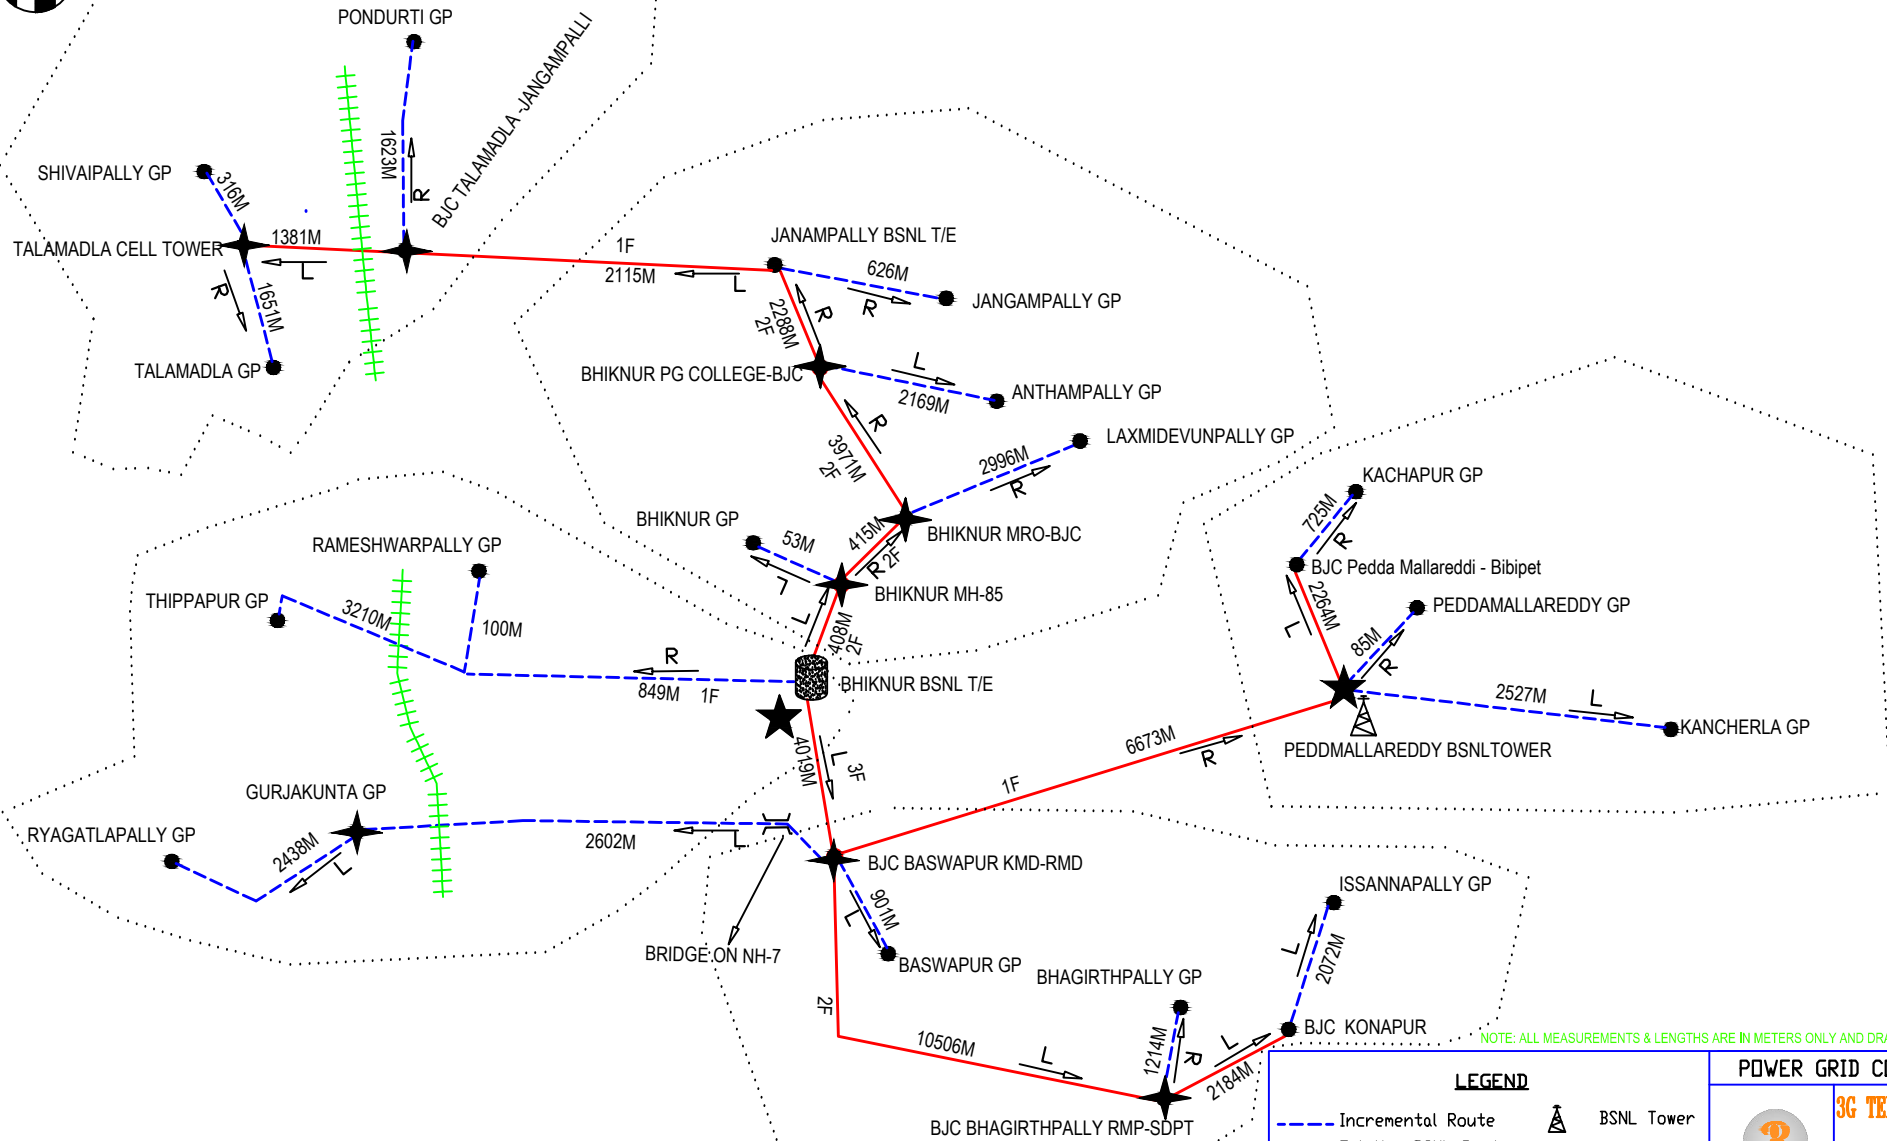 PONDURTI GP
BJC TALAMADLA -JANGAMPALLI
1623M
R
SHIVAIPALLY GP
316M
TALAMADLA CELL TOWER
1381M
L
R
1651M
TALAMADLA GP
1F
2115M
L
JANAMPALLY BSNL T/E
626M
R
JANGAMPALLY GP
2288M
2F
R
BHIKNUR PG COLLEGE-BJC
L
2169M
ANTHAMPALLY GP
R
3971M
2F
LAXMIDEVUNPALLY GP
2996M
R
BHIKNUR GP
53M
L
415M
R
2F
BHIKNUR MRO-BJC
BHIKNUR MH-85
L
408M
2F
BHIKNUR BSNL T/E
RAMESHWARPALLY GP
THIPPAPUR GP
3210M
100M
R
849M
1F
KACHAPUR GP
725M
R
BJC Pedda Mallareddi - Bibipet
2264M
L
PEDDAMALLAREDDY GP
85M
R
2527M
L
KANCHERLA GP
PEDDMALLAREDDY BSNLTOWER
6673M
R
1F
4019M
L
3F
GURJAKUNTA GP
RYAGATLAPALLY GP
2438M
L
2602M
L
BJC BASWAPUR KMD-RMD
901M
L
BRIDGE ON NH-7
BASWAPUR GP
ISSANNAPALLY GP
L
2072M
BHAGIRTHPALLY GP
2F
10506M
L
1214M
R
L
2184M
BJC KONAPUR
BJC BHAGIRTHPALLY RMP-SDPT
NOTE: ALL MEASUREMENTS & LENGTHS ARE IN METERS ONLY AND DRA
LEGEND
Incremental Route
BSNL Tower
POWER GRID CO
3G TE